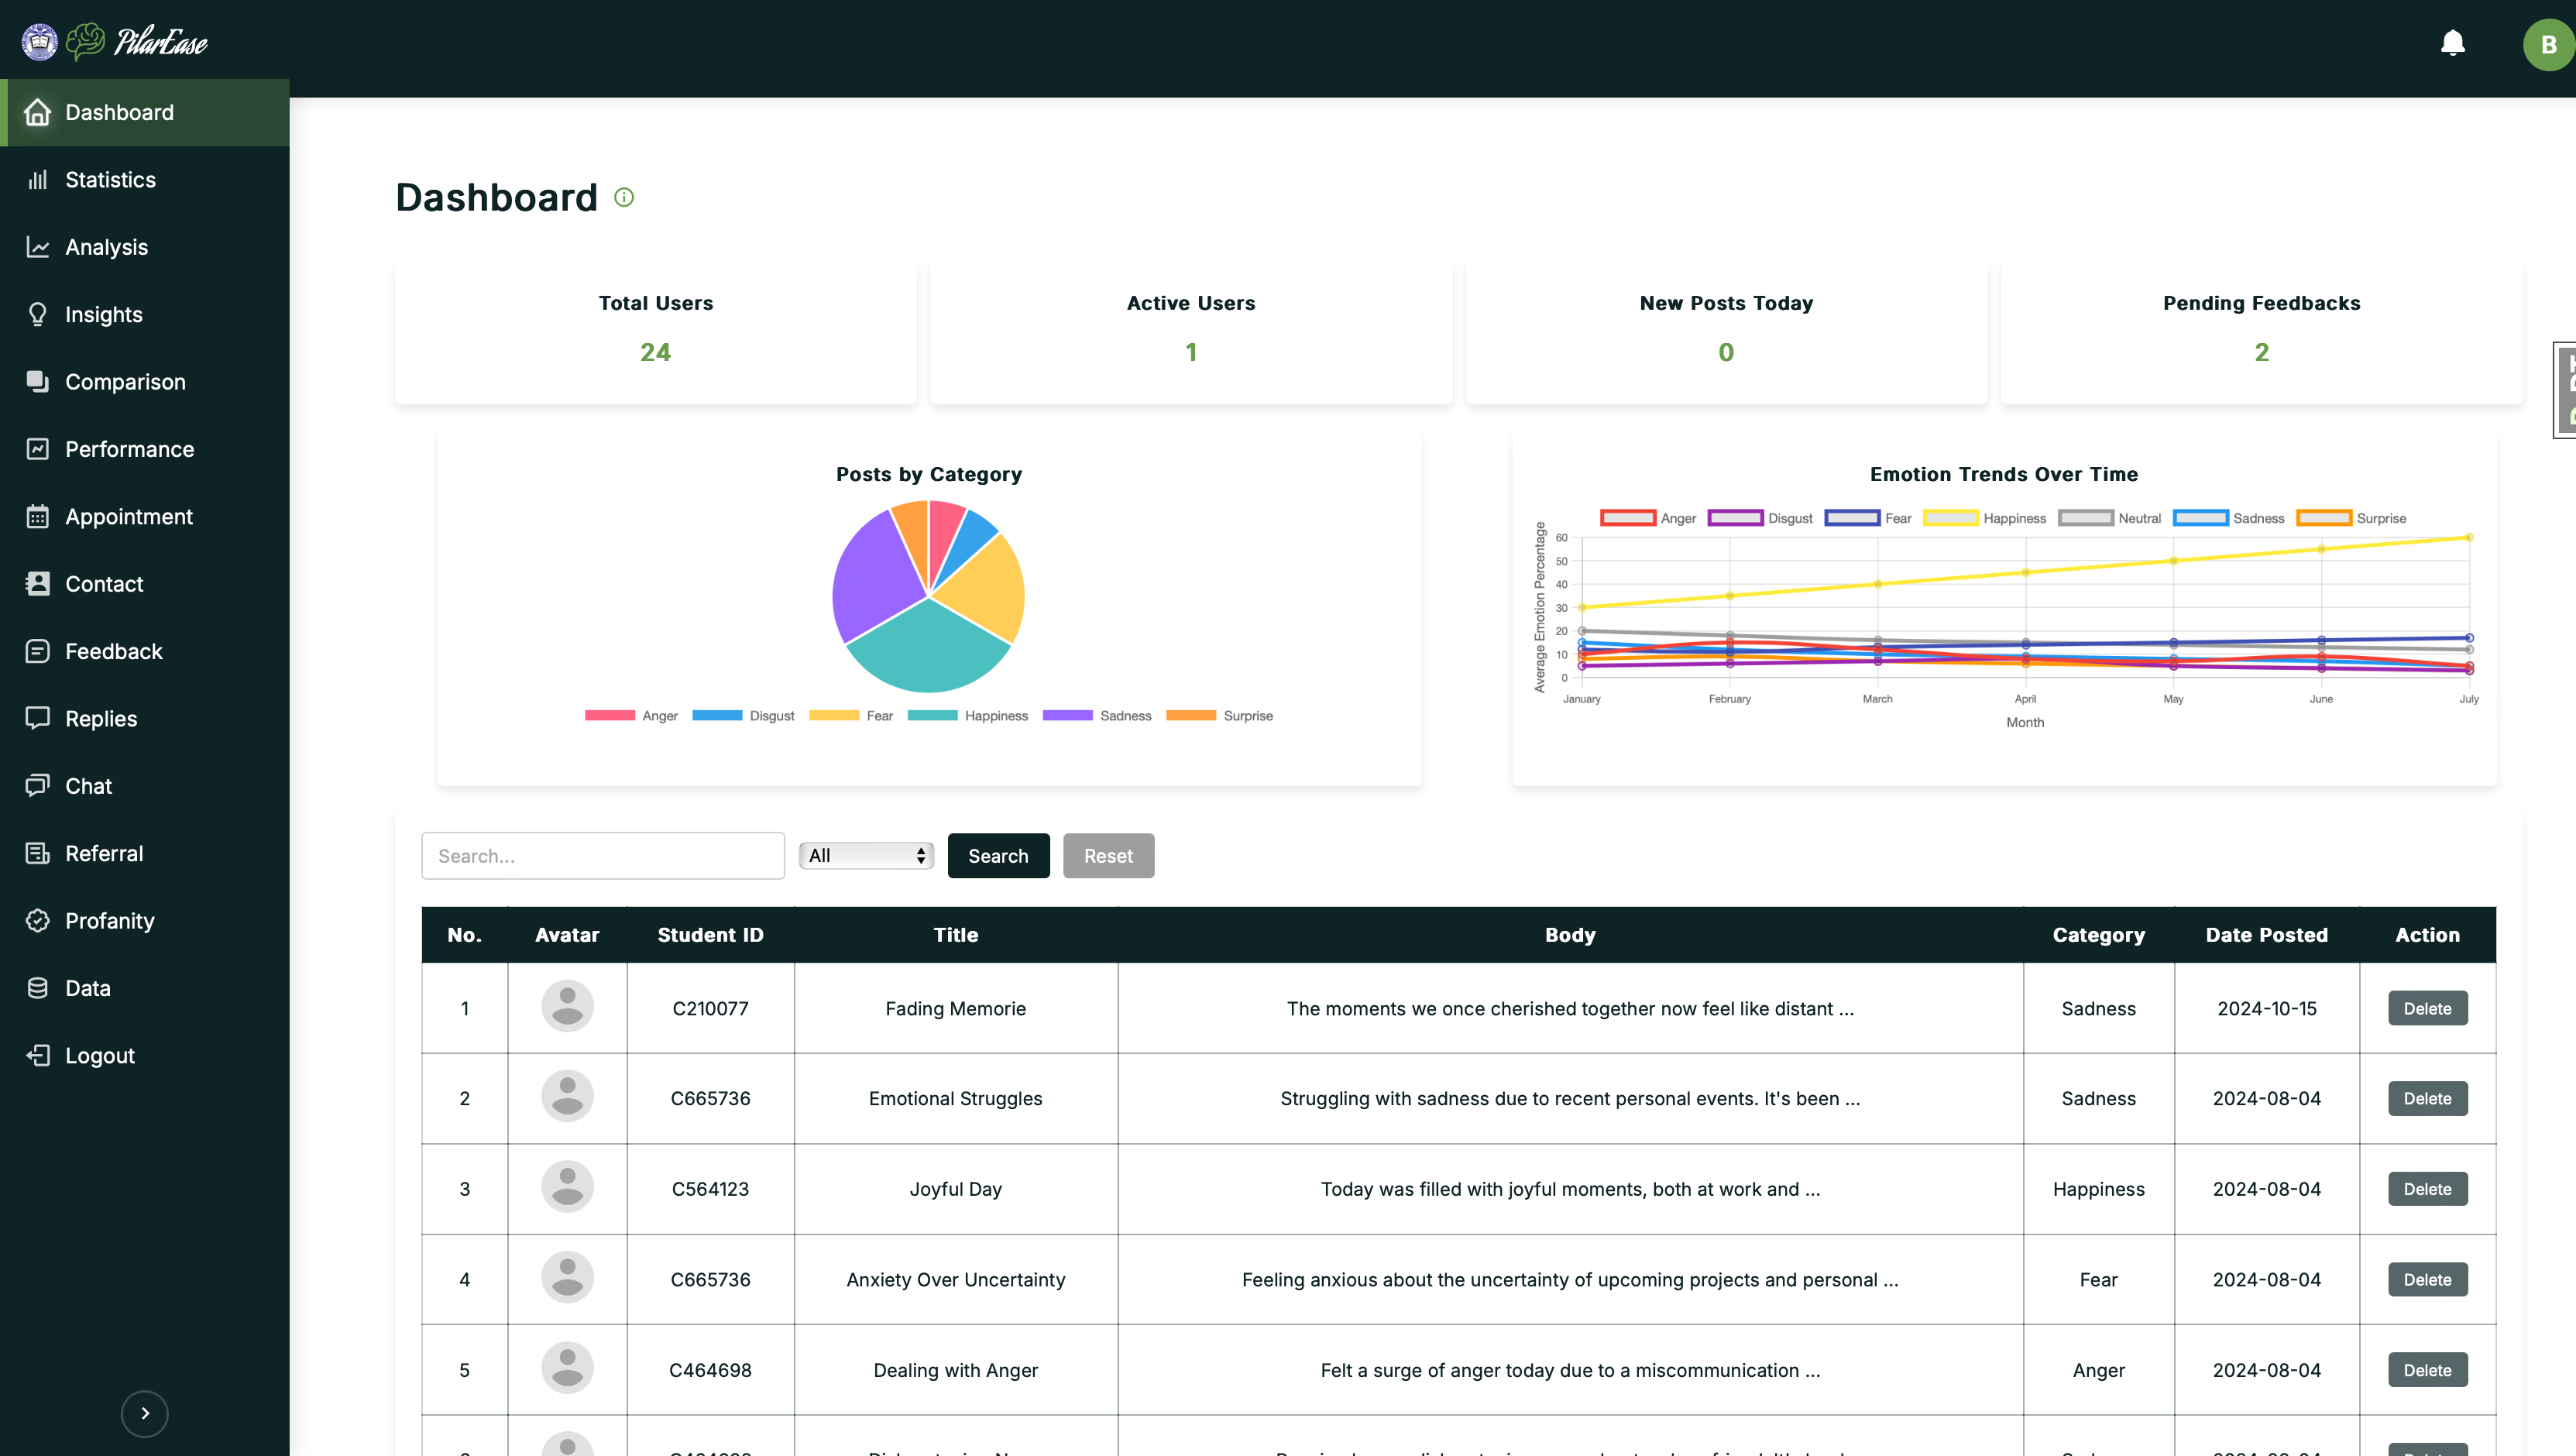 PilarEase
B
Dashboard
Statistics
Analysis
Insights
Comparison
Performance
Appointment
Contact
Feedback
Replies
Chat
Referral
Profanity
Data
Logout
Dashboard
Total Users
24
Active Users
1
New Posts Today
0
Pending Feedbacks
2
Posts by Category
Anger Disgust Fear Happiness Sadness Surprise
Emotion Trends Over Time
Anger Disgust Fear Happiness Neutral Sadness Surprise
Average Emotion Percentage
60
50
40
30
20
10
0
January February March April May June July
Month
Search... All Search Reset
No. Avatar Student ID Title Body Category Date Posted Action
1 C210077 Fading Memorie The moments we once cherished together now feel like distant ... Sadness 2024-10-15 Delete
2 C665736 Emotional Struggles Struggling with sadness due to recent personal events. It's been ... Sadness 2024-08-04 Delete
3 C564123 Joyful Day Today was filled with joyful moments, both at work and ... Happiness 2024-08-04 Delete
4 C665736 Anxiety Over Uncertainty Feeling anxious about the uncertainty of upcoming projects and personal ... Fear 2024-08-04 Delete
5 C464698 Dealing with Anger Felt a surge of anger today due to a miscommunication ... Anger 2024-08-04 Delete